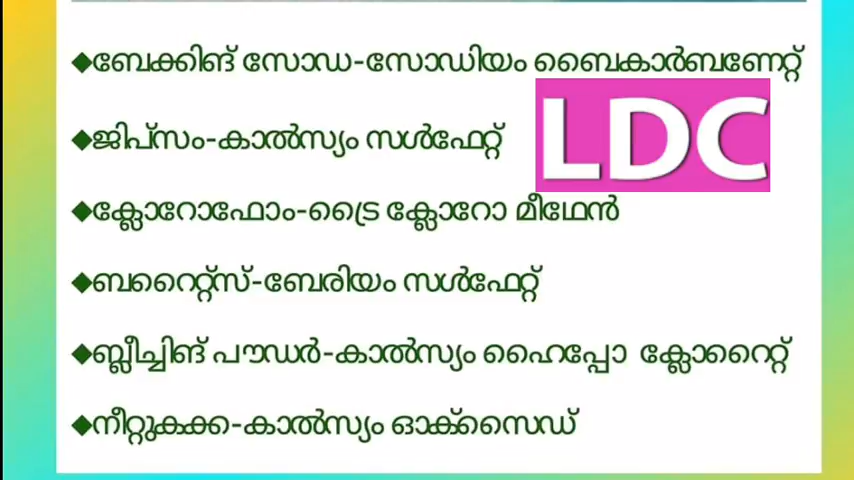 ◆ബേക്കിങ് സോഡ-സോഡിയം ബൈകാർബണേറ്റ്
LDC
◆ജിപ്സം-കാൽസ്യം സൾഫേറ്റ്
◆ക്ലോറോഫോം-ട്രൈ ക്ലോറോ മീഥേൻ
◆ബറൈറ്റ്സ്-ബേരിയം സൾഫേറ്റ്
◆ബ്ലീച്ചിങ് പൗഡർ-കാൽസ്യം ഹൈപ്പോ ക്ലോറൈറ്റ്
◆നീറ്റുകക്ക-കാൽസ്യം ഓക്സൈഡ്